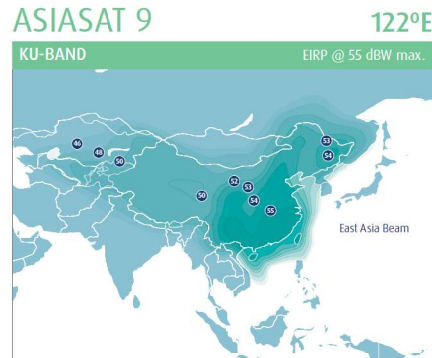 ASIASAT 9
122ºE
KU-BAND
EIRP @ 55 dBW max.
46
48
50
53
54
52
53
50
54
55
East Asia Beam